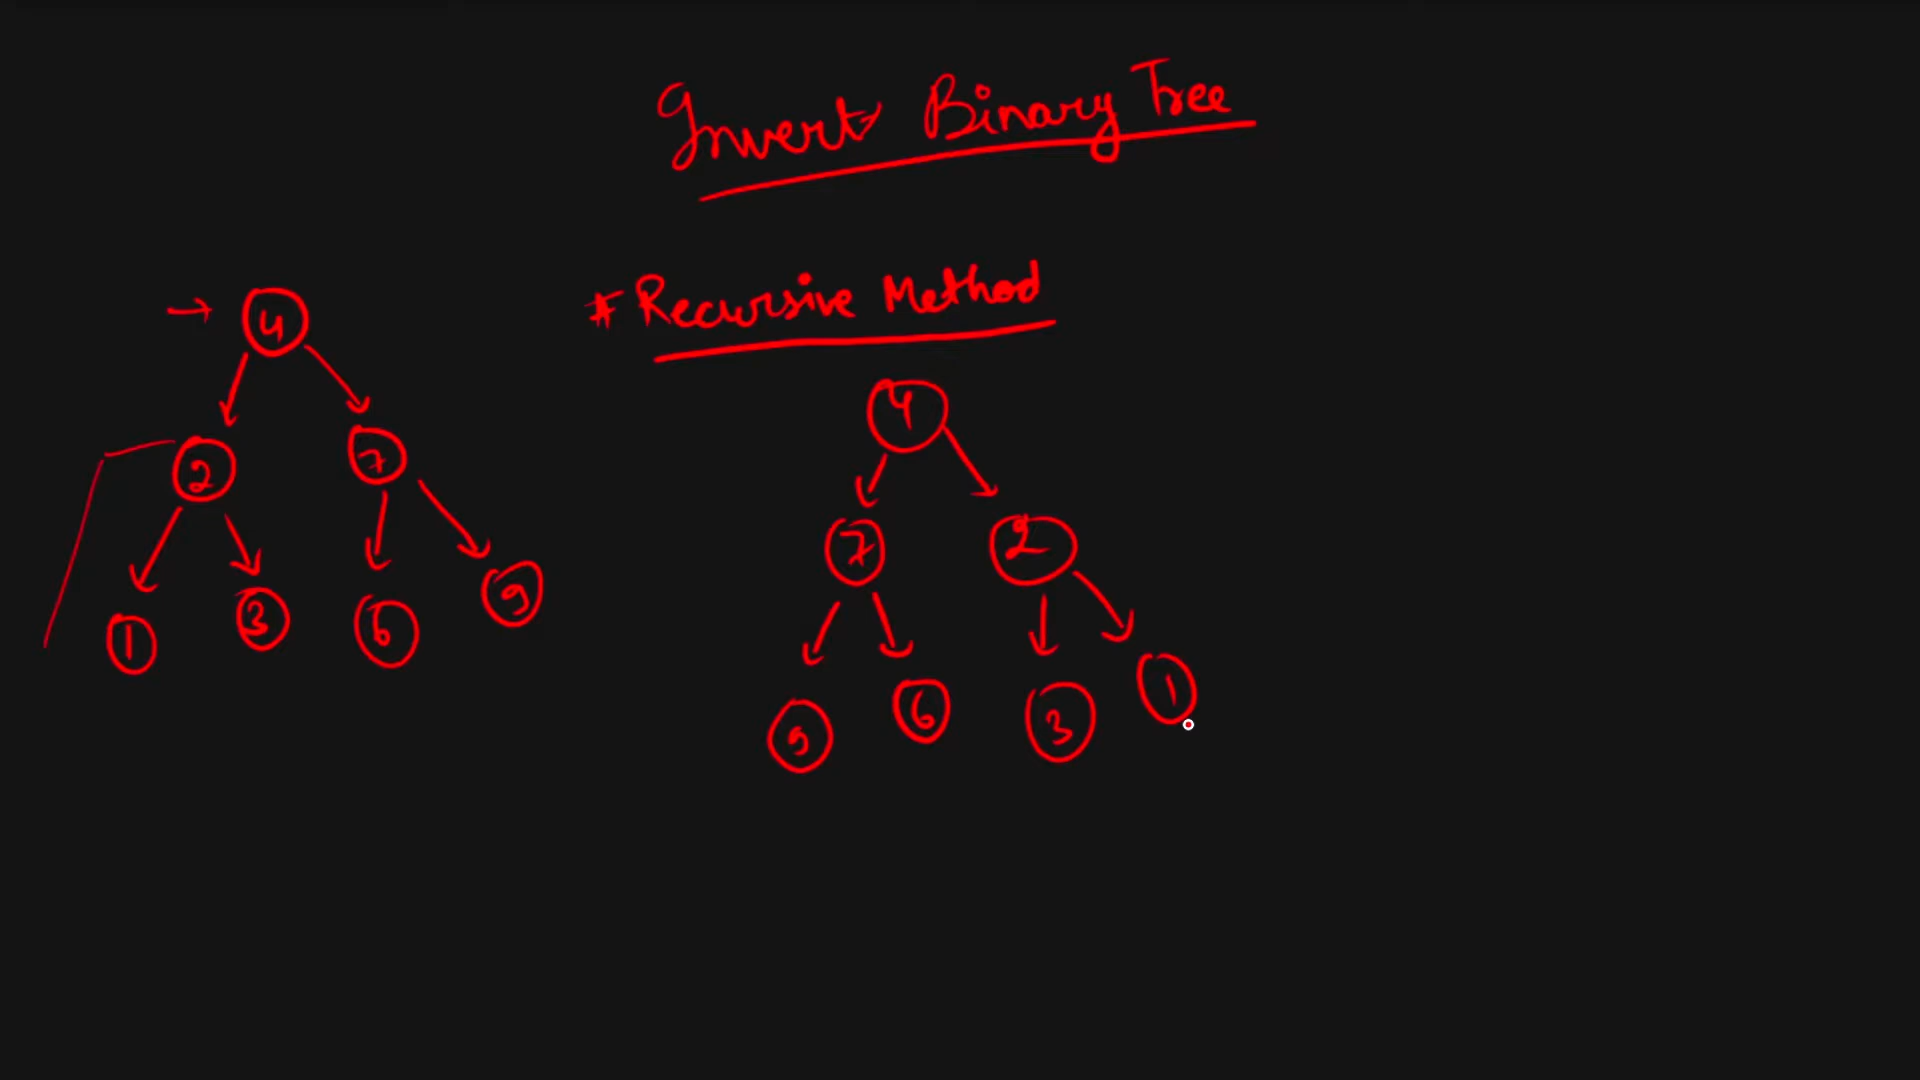 Invert Binary Tree
* Recursive Method
4
2 7
1 3 6 9
4
7 2
9 6 3 1